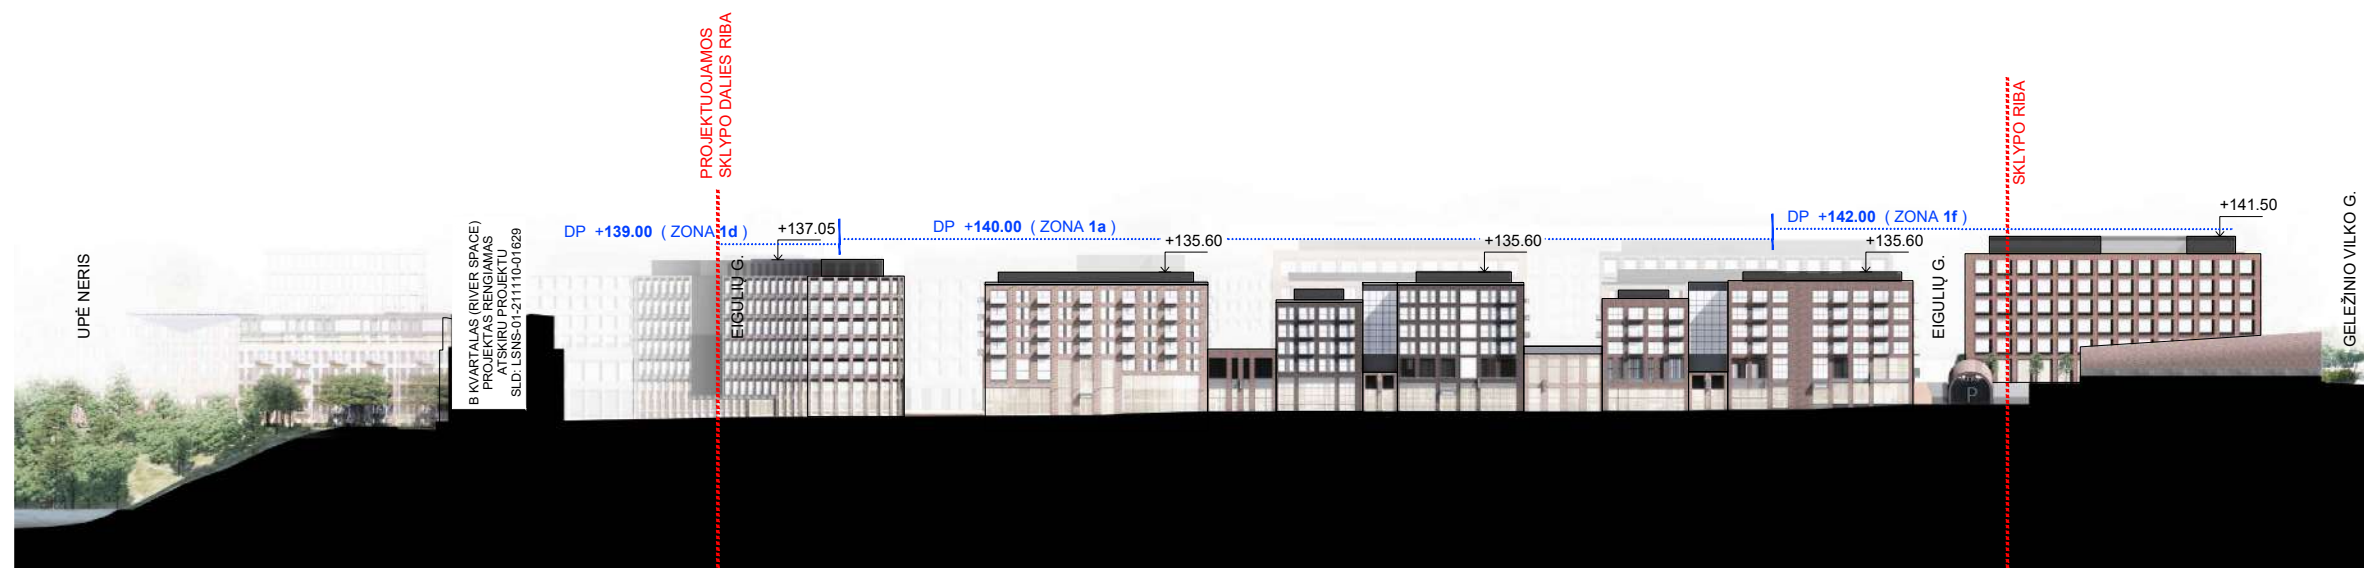 UPĖ NERIS
B KVARTALAS (RIVER SPACE)
PROJEKTAS RENGIAMAS
ATSKIRU PROJEKTU
SLD: LSNS-01-211110-01629
DP +139.00 ( ZONA 1d )
PROJEKTUOJAMOS
SKLYPO DALIES RIBA
EIGULIŲ G.
+137.05
DP +140.00 ( ZONA 1a )
+135.60
+135.60
DP +142.00 ( ZONA 1f )
+135.60
EIGULIŲ G.
P
SKLYPO RIBA
+141.50
GELEŽINIO VILKO G.